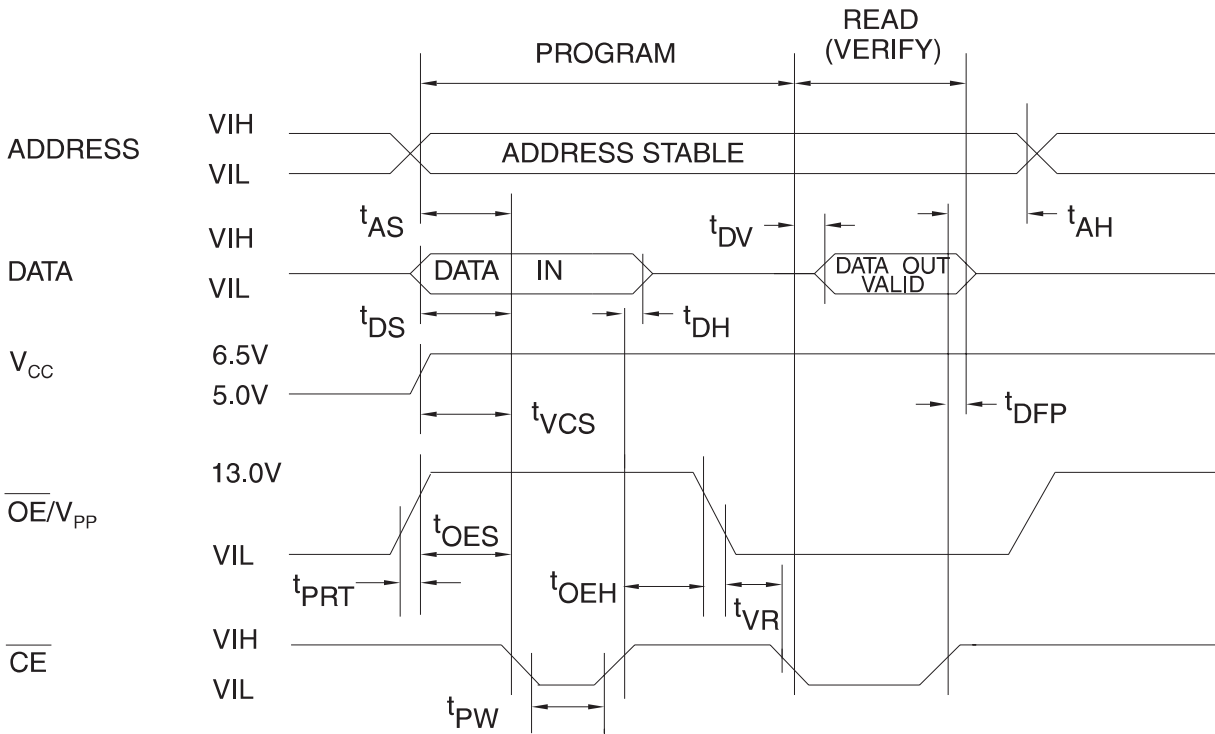 READ
(VERIFY)
PROGRAM
ADDRESS
VIH
VIL
ADDRESS STABLE
tAS
tDV
tAH
DATA
VIH
VIL
DATA IN
DATA OUT
VALID
tDS
tDH
VCC
6.5V
5.0V
tVCS
tDFP
OE/VPP
13.0V
VIL
tOES
tPRT
tOEH
tVR
CE
VIH
VIL
tPW